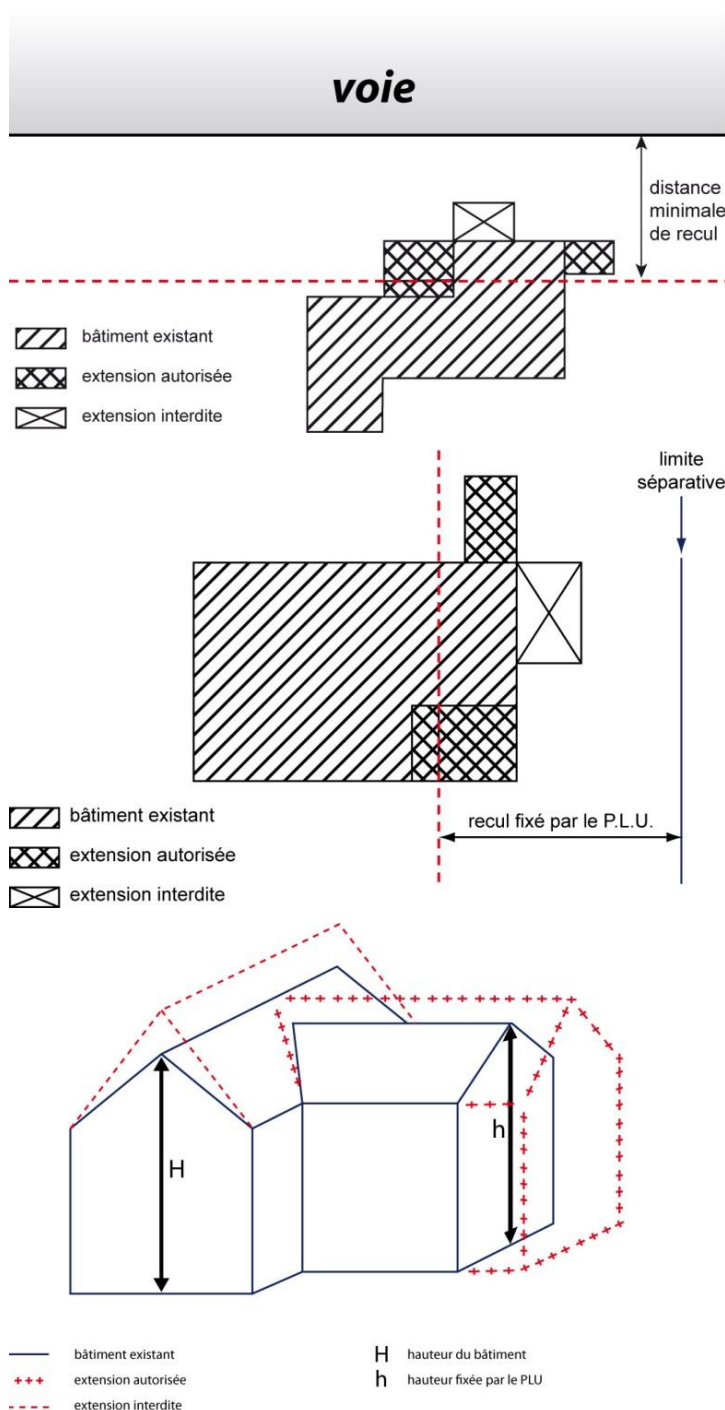 voie
distance
minimale
de recul
bâtiment existant
extension autorisée
extension interdite
limite
séparative
bâtiment existant
recul fixé par le P.L.U.
extension autorisée
extension interdite
H
h
bâtiment existant
H hauteur du bâtiment
extension autorisée
h hauteur fixée par le PLU
extension interdite